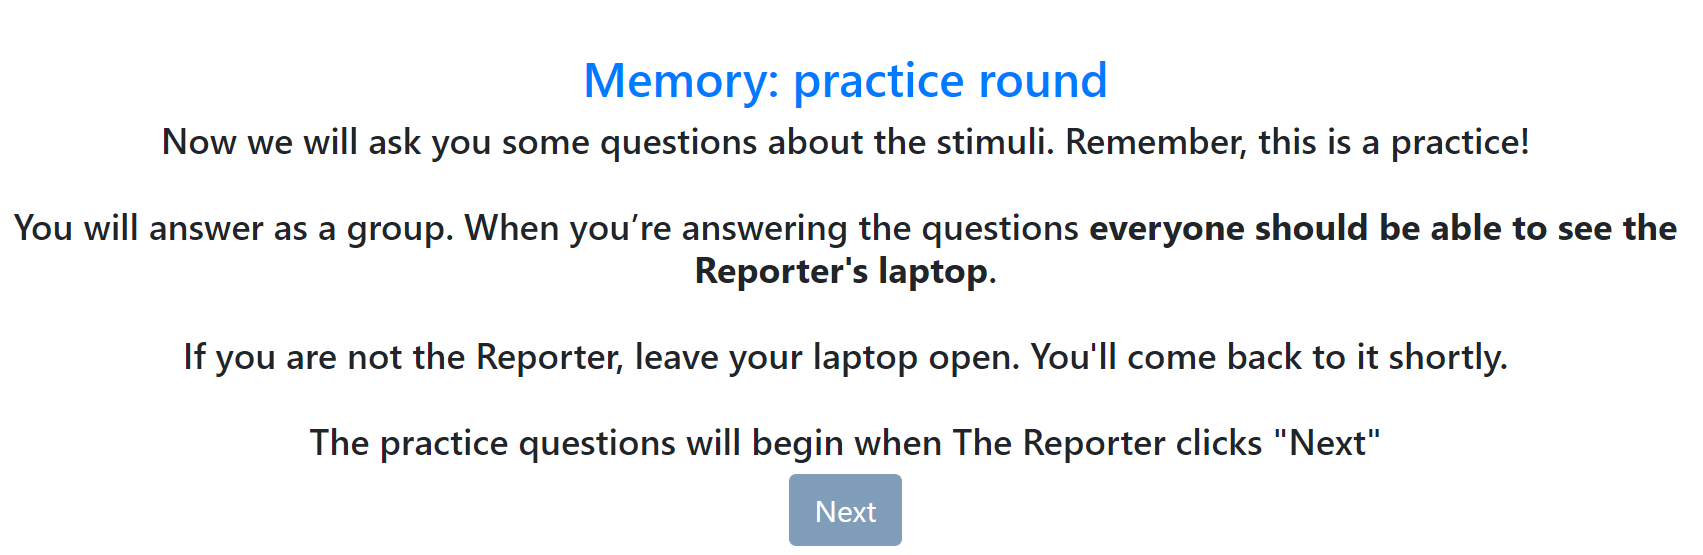 Memory: practice round
Now we will ask you some questions about the stimuli. Remember, this is a practice!
You will answer as a group. When you’re answering the questions everyone should be able to see the
Reporter's laptop.
If you are not the Reporter, leave your laptop open. You'll come back to it shortly.
The practice questions will begin when The Reporter clicks "Next"
Next